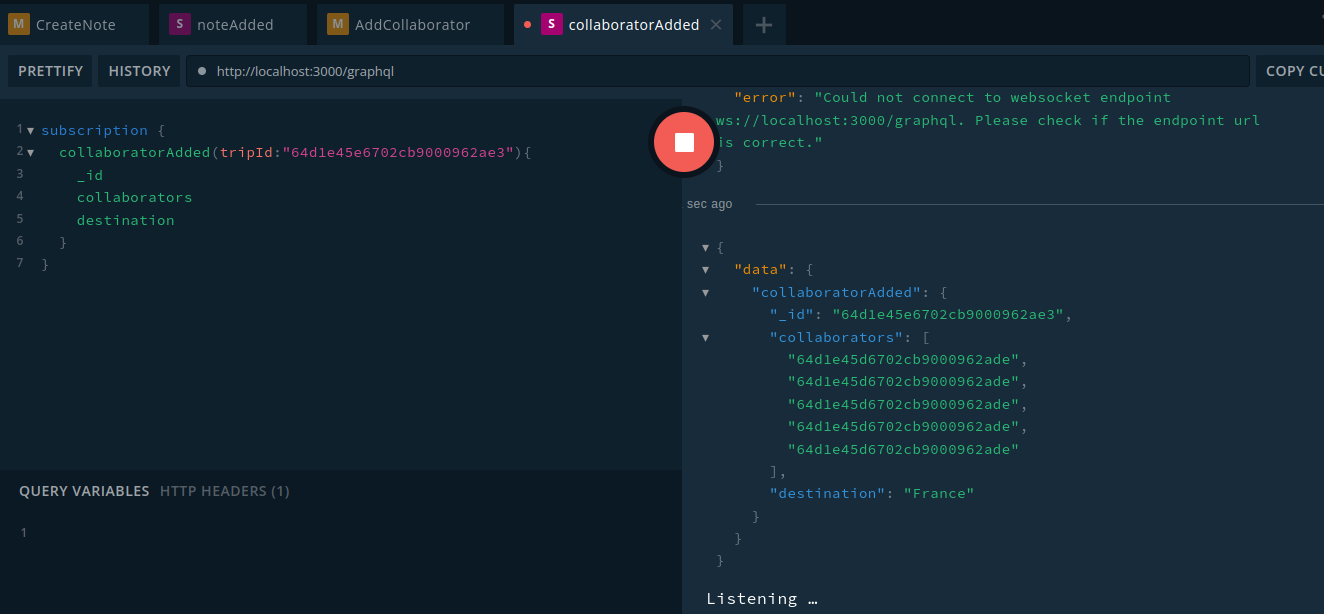 M CreateNote
S noteAdded
M AddCollaborator
S collaboratorAdded
PRETTIFY
HISTORY
http://localhost:3000/graphql
COPY CU
1 subscription {
2 collaboratorAdded(tripId:"64d1e45e6702cb9000962ae3"){
3 _id
4 collaborators
5 destination
6 }
7 }
QUERY VARIABLES
HTTP HEADERS (1)
1
"error": "Could not connect to websocket endpoint
ws://localhost:3000/graphql. Please check if the endpoint url
is correct."
}
sec ago
{
"data": {
"collaboratorAdded": {
"_id": "64d1e45e6702cb9000962ae3",
"collaborators": [
"64d1e45d6702cb9000962ade",
"64d1e45d6702cb9000962ade",
"64d1e45d6702cb9000962ade",
"64d1e45d6702cb9000962ade",
"64d1e45d6702cb9000962ade"
],
"destination": "France"
}
}
}
Listening …